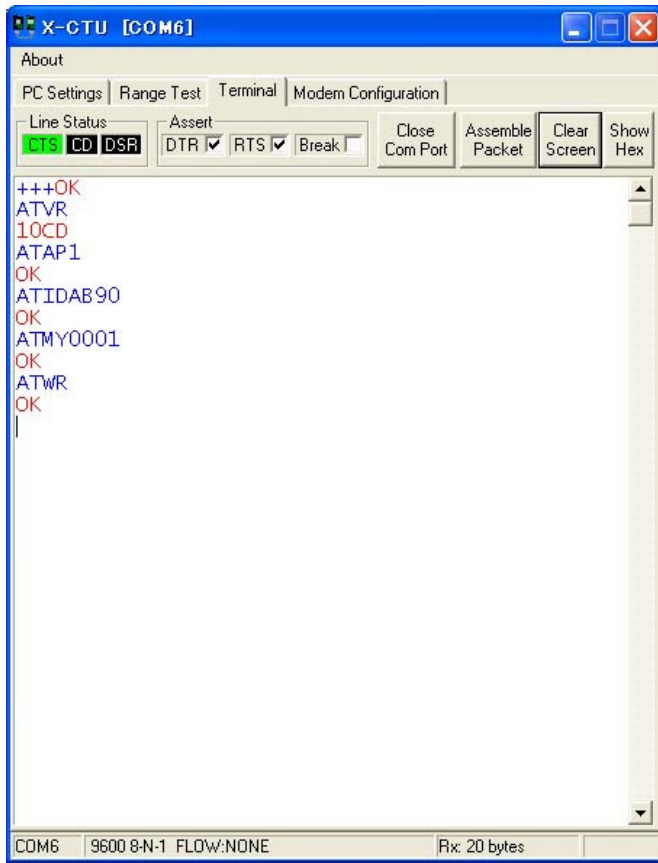 X-CTU [COM6]
About
PC Settings Range Test Terminal Modem Configuration
Line Status Assert
CTS CD DSR DTR RTS Break
Close Com Port
Assemble Packet
Clear Screen
Show Hex
+++OK
ATVR
10CD
ATAP1
OK
ATIDAB90
OK
ATMY0001
OK
ATWR
OK
COM6 9600 8-N-1 FLOW:NONE Rx: 20 bytes